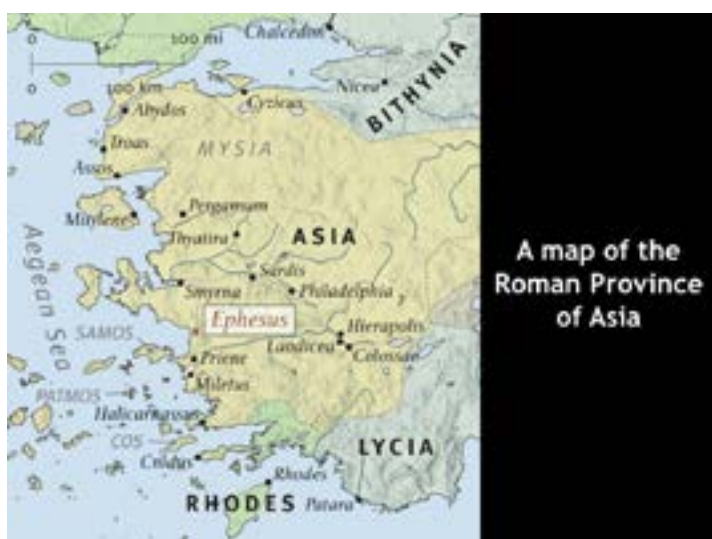 0 100 mi
0 100 km
Chalcedon
Nicea
BITHYNIA
Abydos
Cyzicus
Troas
MYSIA
Assos
Mitylene
Pergamum
Thyatira
ASIA
Aegean Sea
Sardis
Smyrna
Philadelphia
Ephesus
SAMOS
Hierapolis
Laodicea
Colossae
Priene
Miletus
PATMOS
Halicarnassus
COS
LYCIA
Cnidus
Rhodes
RHODES
Patara
A map of the
Roman Province
of Asia